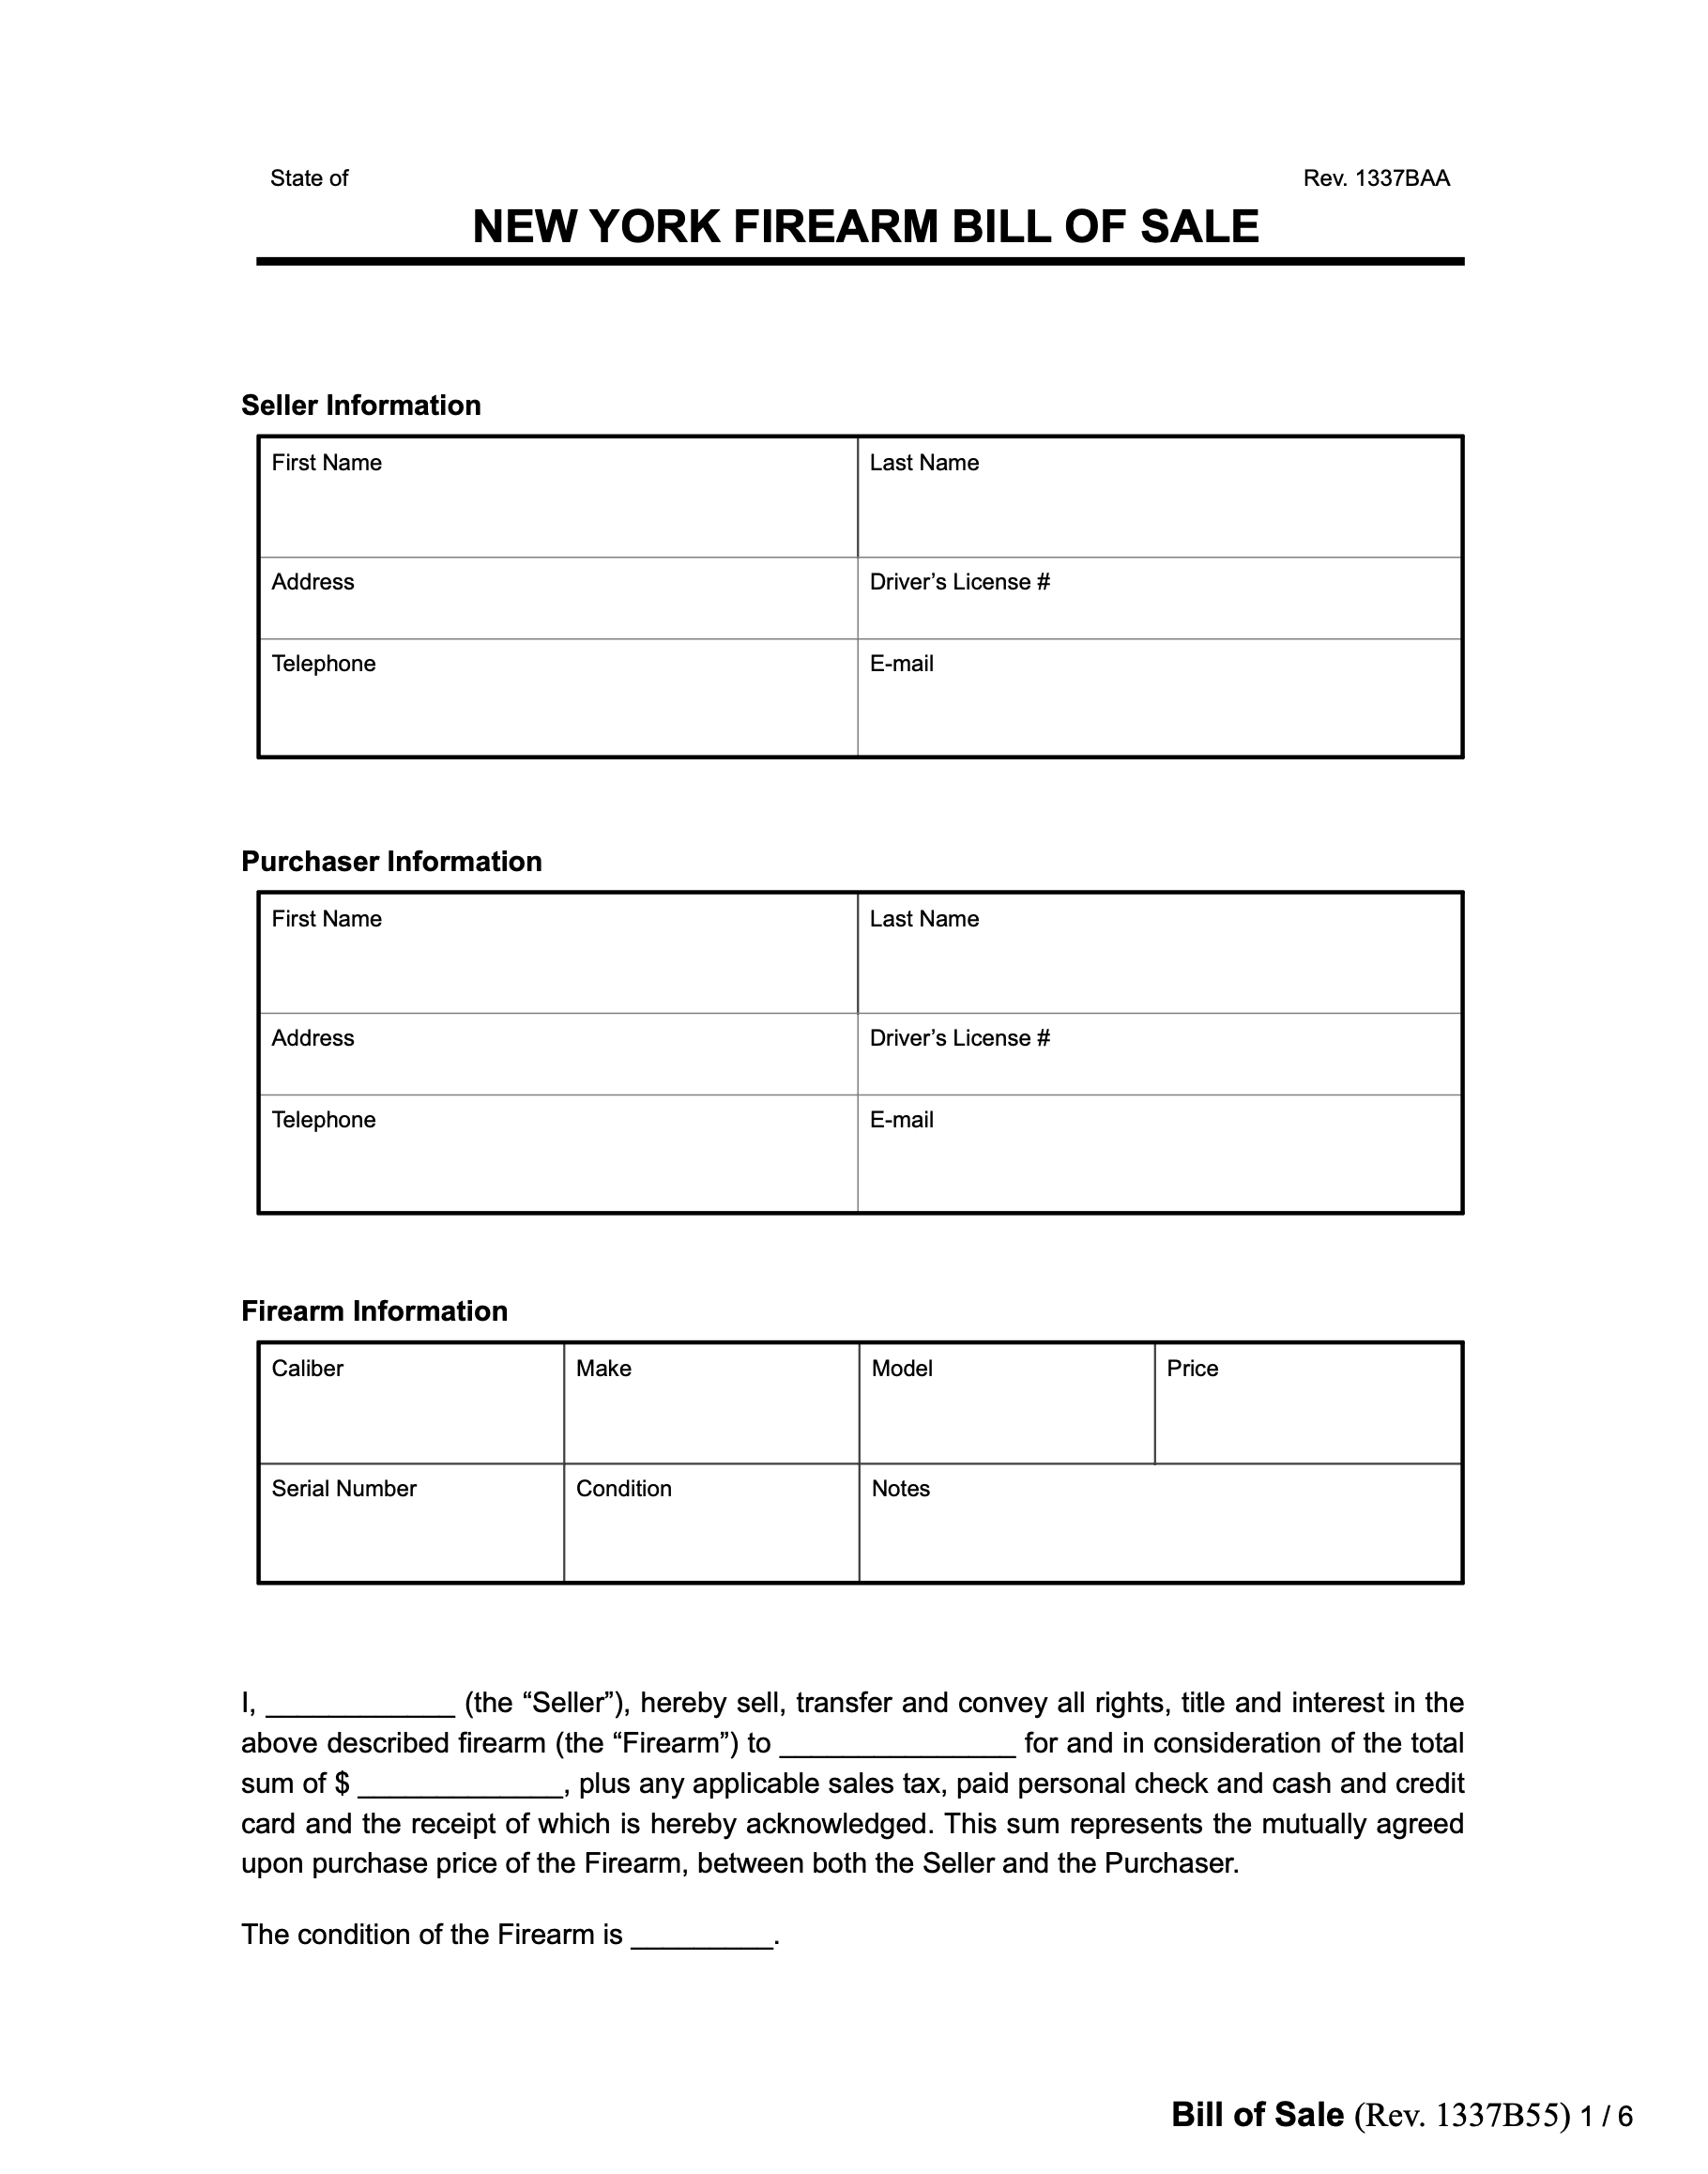 State of
Rev. 1337BAA
NEW YORK FIREARM BILL OF SALE
Seller Information
First Name
Last Name
Address
Driver’s License #
Telephone
E-mail
Purchaser Information
First Name
Last Name
Address
Driver’s License #
Telephone
E-mail
Firearm Information
Caliber
Make
Model
Price
Serial Number
Condition
Notes
I, ____________ (the “Seller”), hereby sell, transfer and convey all rights, title and interest in the
above described firearm (the “Firearm”) to _______________ for and in consideration of the total
sum of $ _____________, plus any applicable sales tax, paid personal check and cash and credit
card and the receipt of which is hereby acknowledged. This sum represents the mutually agreed
upon purchase price of the Firearm, between both the Seller and the Purchaser.
The condition of the Firearm is _________.
Bill of Sale (Rev. 1337B55) 1 / 6